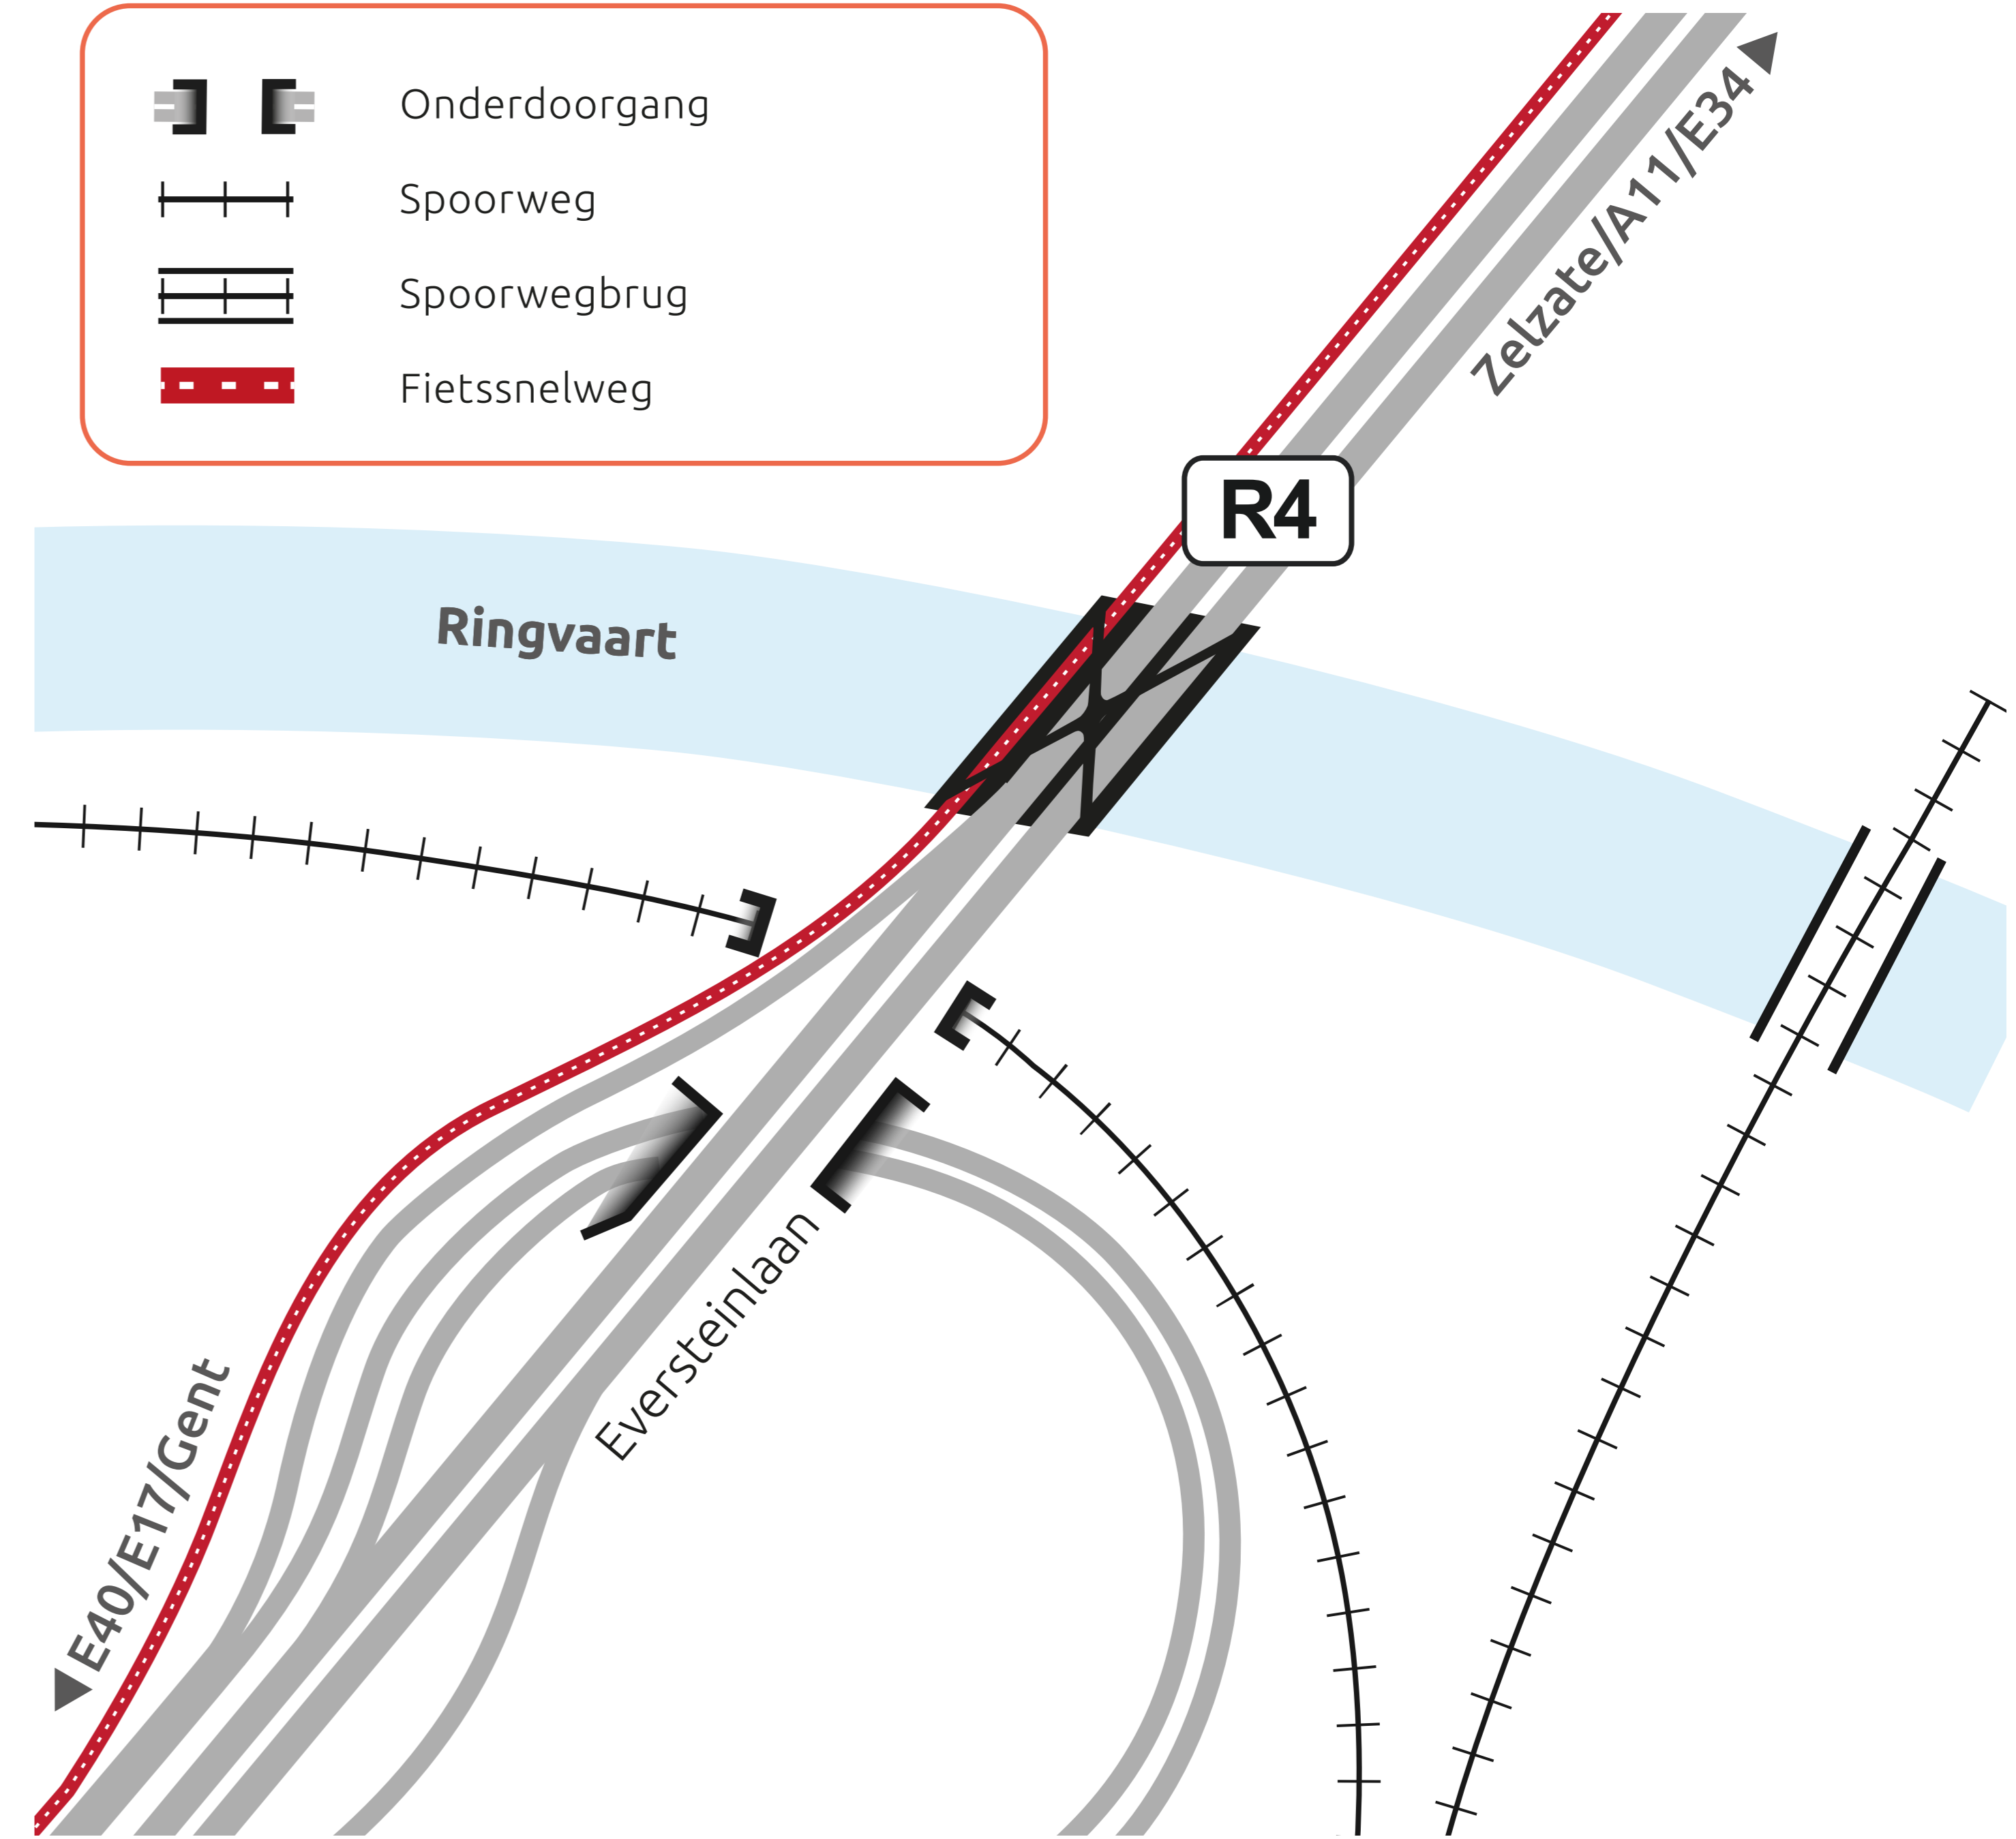 Onderdoorgang
Spoorweg
Spoorwegbrug
Fietssnelweg
Zelzate/A11/E34
R4
Ringvaart
Eversteinlaan
E40/E17/Gent